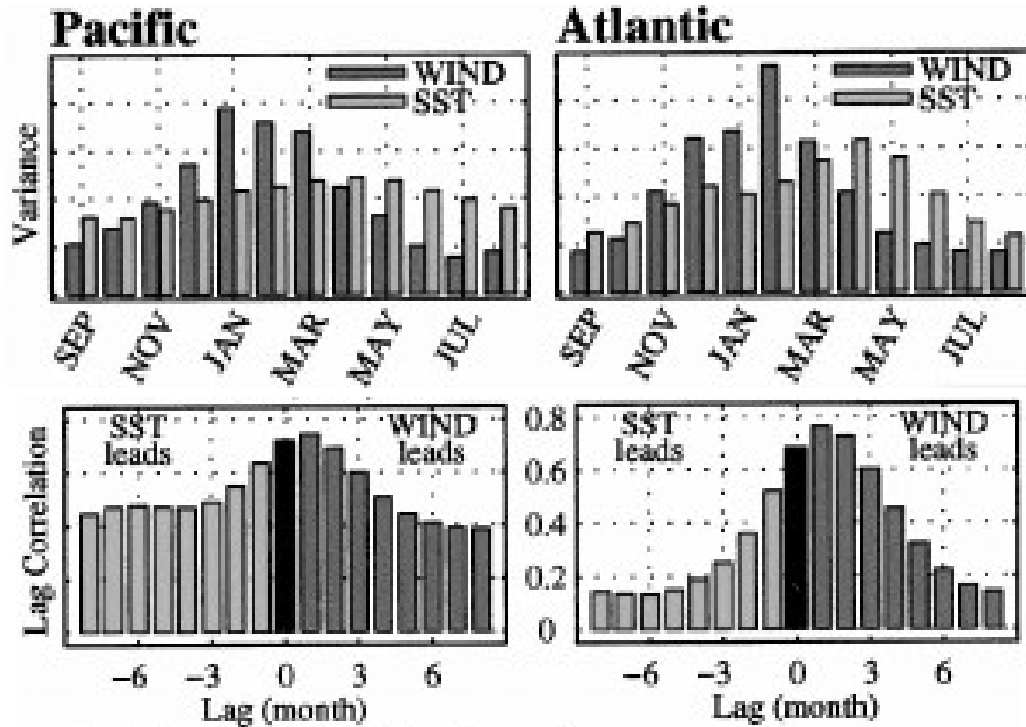 Pacific
Atlantic
WIND
SST
WIND
SST
Variance
SEP NOV JAN MAR MAY JUL
SEP NOV JAN MAR MAY JUL
SST leads
WIND leads
SST leads
WIND leads
Lag Correlation
0.8
0.6
0.4
0.2
0
−6 −3 0 3 6
−6 −3 0 3 6
Lag (month)
Lag (month)